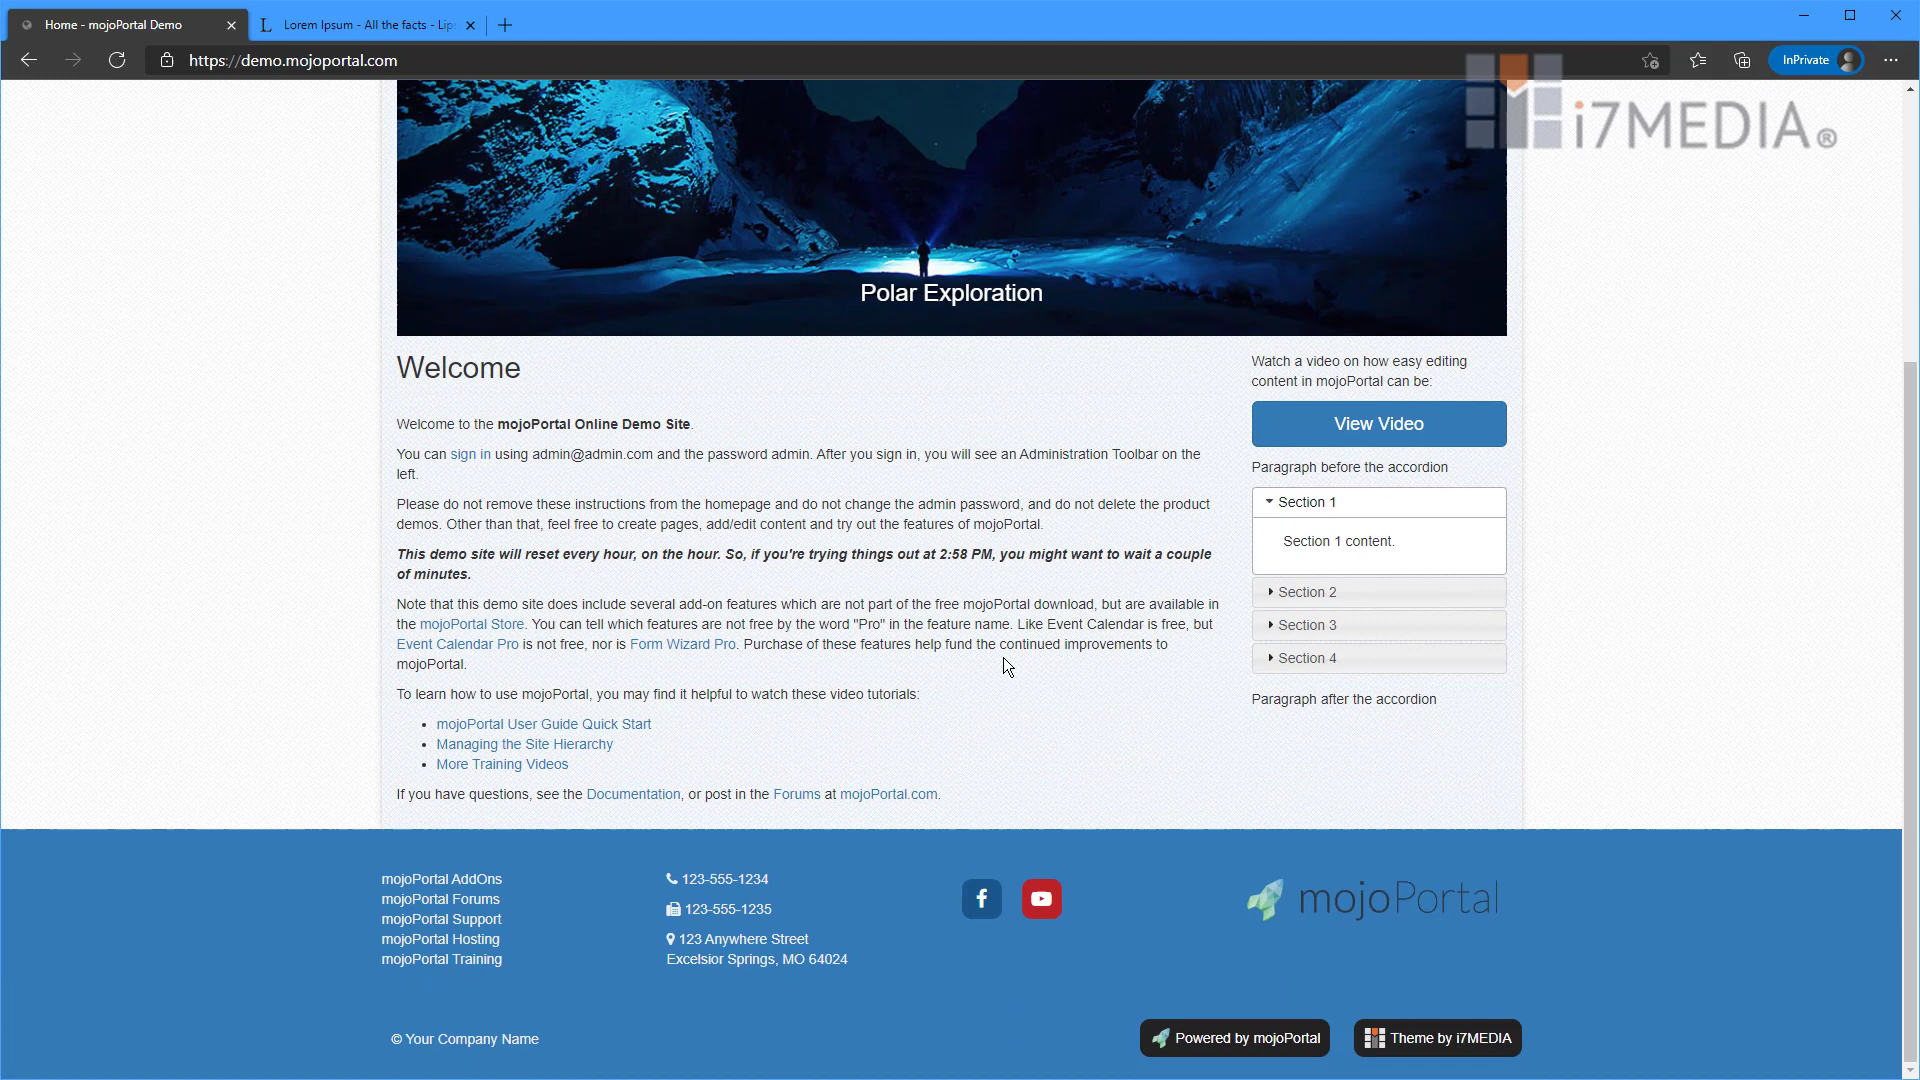 Home - mojoPortal Demo
Lorem Ipsum - All the facts - Lip
https://demo.mojoportal.com
InPrivate
i7MEDIA®
Polar Exploration
Welcome
Welcome to the mojoPortal Online Demo Site.
You can sign in using admin@admin.com and the password admin. After you sign in, you will see an Administration Toolbar on the
left.
Please do not remove these instructions from the homepage and do not change the admin password, and do not delete the product
demos. Other than that, feel free to create pages, add/edit content and try out the features of mojoPortal.
This demo site will reset every hour, on the hour. So, if you're trying things out at 2:58 PM, you might want to wait a couple
of minutes.
Note that this demo site does include several add-on features which are not part of the free mojoPortal download, but are available in
the mojoPortal Store. You can tell which features are not free by the word "Pro" in the feature name. Like Event Calendar is free, but
Event Calendar Pro is not free, nor is Form Wizard Pro. Purchase of these features help fund the continued improvements to
mojoPortal.
To learn how to use mojoPortal, you may find it helpful to watch these video tutorials:
• mojoPortal User Guide Quick Start
• Managing the Site Hierarchy
• More Training Videos
If you have questions, see the Documentation, or post in the Forums at mojoPortal.com.
Watch a video on how easy editing
content in mojoPortal can be:
View Video
Paragraph before the accordion
Section 1
Section 1 content.
Section 2
Section 3
Section 4
Paragraph after the accordion
mojoPortal AddOns
mojoPortal Forums
mojoPortal Support
mojoPortal Hosting
mojoPortal Training
123-555-1234
123-555-1235
123 Anywhere Street
Excelsior Springs, MO 64024
mojoPortal
© Your Company Name
Powered by mojoPortal
Theme by i7MEDIA